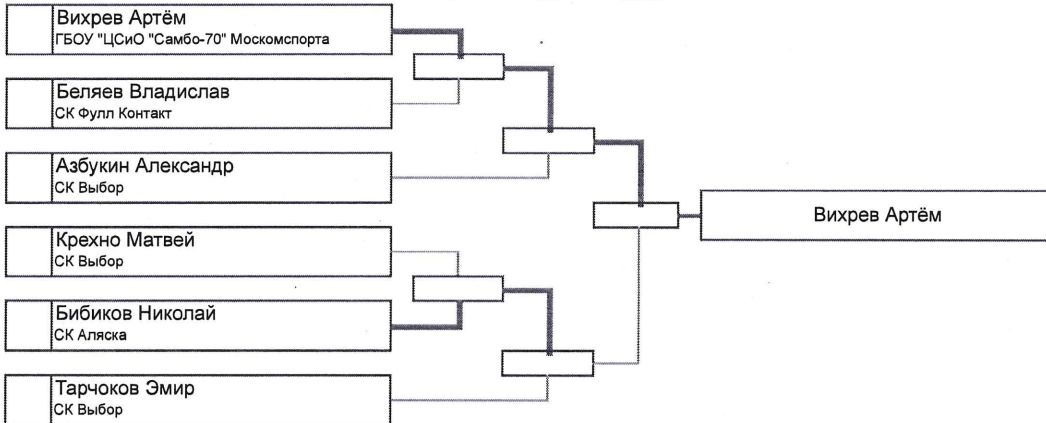 Вихрев Артём
ГБОУ "ЦСиО "Самбо-70" Москомспорта
Беляев Владислав
СК Фулл Контакт
Азбукин Александр
СК Выбор
Вихрев Артём
Крехно Матвей
СК Выбор
Бибиков Николай
СК Аляска
Тарчоков Эмир
СК Выбор